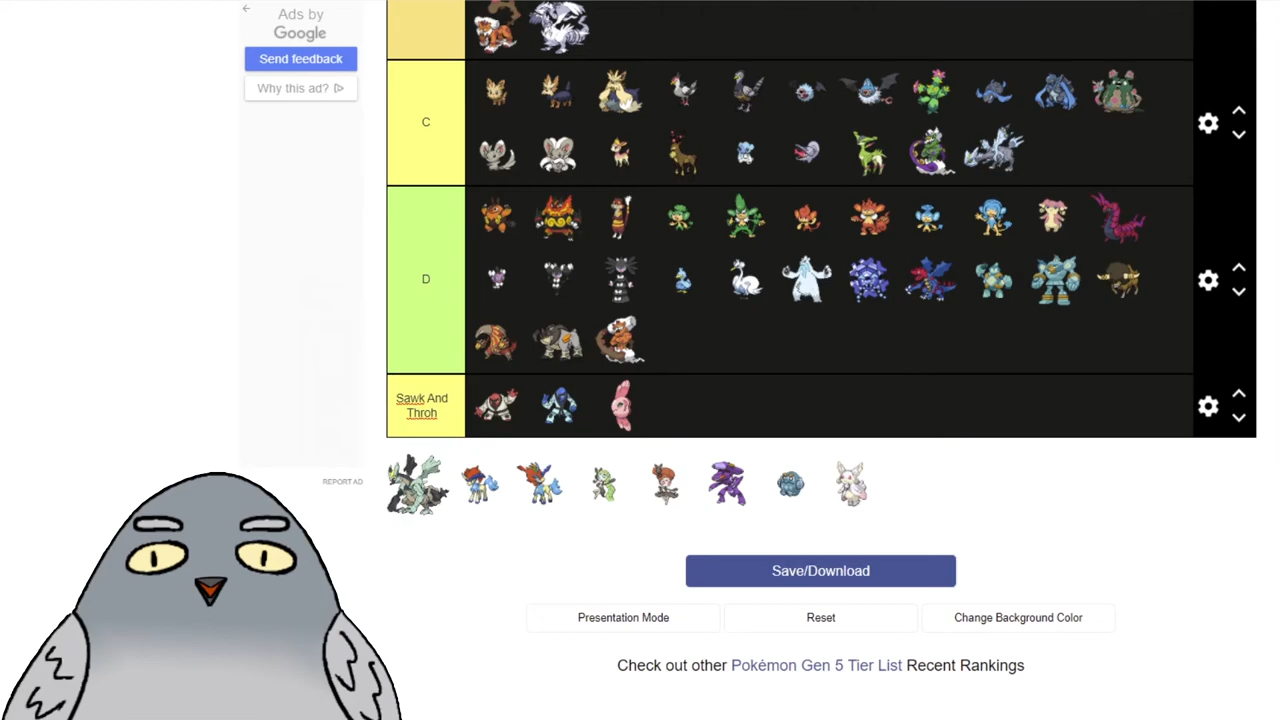 Ads by
Google
Send feedback
Why this ad?
C
D
Sawk And
Throh
REPORT AD
Save/Download
Presentation Mode
Reset
Change Background Color
Check out other Pokémon Gen 5 Tier List Recent Rankings